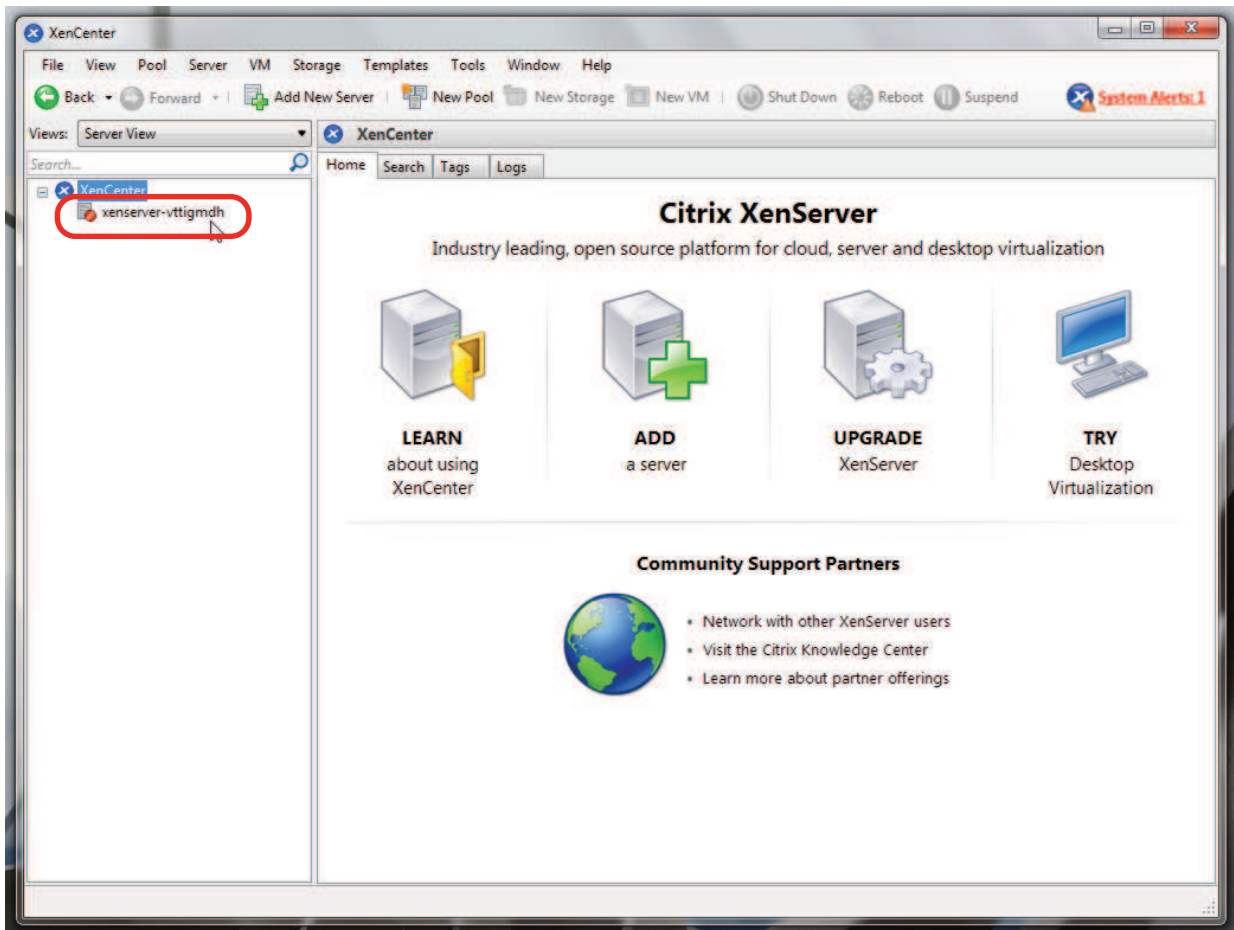 XenCenter
File View Pool Server VM Storage Templates Tools Window Help
Back Forward Add New Server New Pool New Storage New VM Shut Down Reboot Suspend System Alerts: 1
Views: Server View
XenCenter
Search...
Home Search Tags Logs
XenCenter
xenserver-vttigmdh
Citrix XenServer
Industry leading, open source platform for cloud, server and desktop virtualization
LEARN
about using
XenCenter
ADD
a server
UPGRADE
XenServer
TRY
Desktop
Virtualization
Community Support Partners
• Network with other XenServer users
• Visit the Citrix Knowledge Center
• Learn more about partner offerings